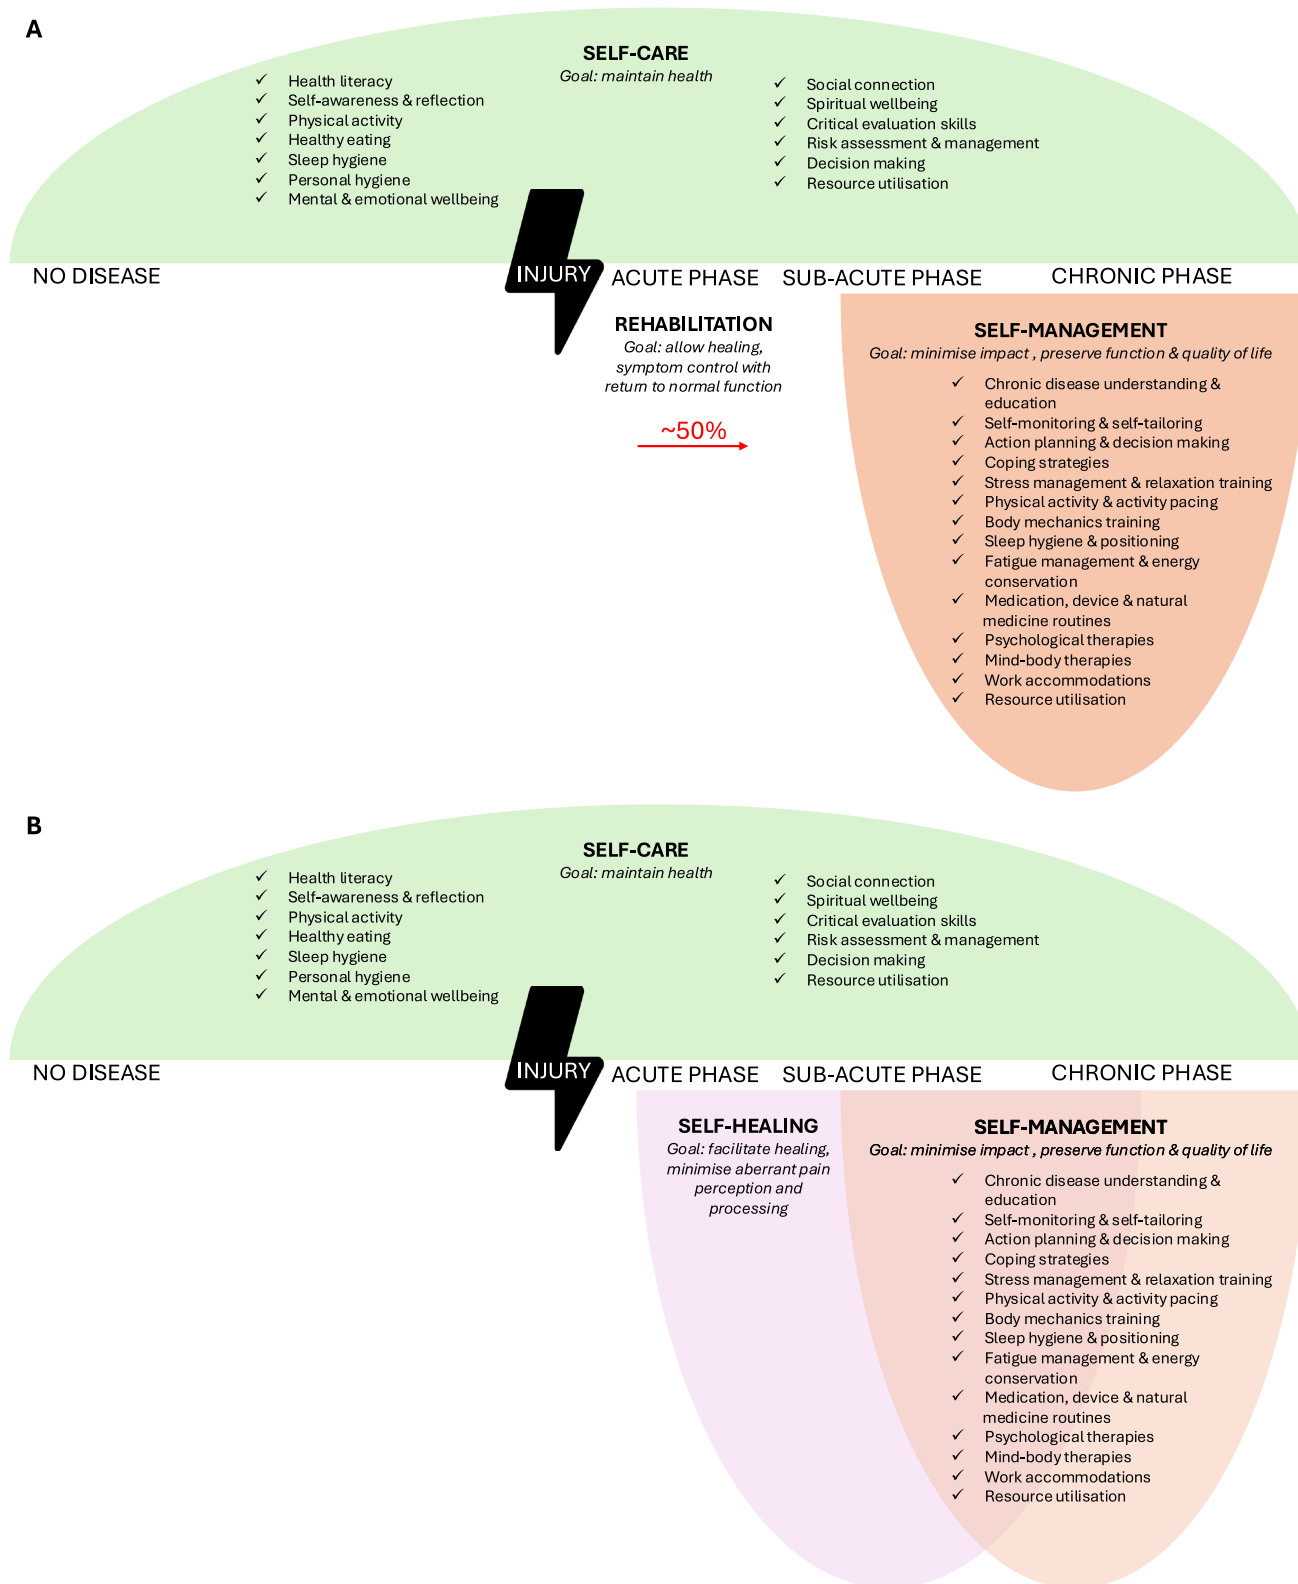 A
SELF-CARE
Goal: maintain health
✓ Health literacy
✓ Self-awareness & reflection
✓ Physical activity
✓ Healthy eating
✓ Sleep hygiene
✓ Personal hygiene
✓ Mental & emotional wellbeing
✓ Social connection
✓ Spiritual wellbeing
✓ Critical evaluation skills
✓ Risk assessment & management
✓ Decision making
✓ Resource utilisation
NO DISEASE
INJURY
ACUTE PHASE
SUB-ACUTE PHASE
CHRONIC PHASE
REHABILITATION
Goal: allow healing,
symptom control with
return to normal function
~50%
SELF-MANAGEMENT
Goal: minimise impact , preserve function & quality of life
✓ Chronic disease understanding &
education
✓ Self-monitoring & self-tailoring
✓ Action planning & decision making
✓ Coping strategies
✓ Stress management & relaxation training
✓ Physical activity & activity pacing
✓ Body mechanics training
✓ Sleep hygiene & positioning
✓ Fatigue management & energy
conservation
✓ Medication, device & natural
medicine routines
✓ Psychological therapies
✓ Mind-body therapies
✓ Work accommodations
✓ Resource utilisation
B
SELF-CARE
Goal: maintain health
✓ Health literacy
✓ Self-awareness & reflection
✓ Physical activity
✓ Healthy eating
✓ Sleep hygiene
✓ Personal hygiene
✓ Mental & emotional wellbeing
✓ Social connection
✓ Spiritual wellbeing
✓ Critical evaluation skills
✓ Risk assessment & management
✓ Decision making
✓ Resource utilisation
NO DISEASE
INJURY
ACUTE PHASE
SUB-ACUTE PHASE
CHRONIC PHASE
SELF-HEALING
Goal: facilitate healing,
minimise aberrant pain
perception and
processing
SELF-MANAGEMENT
Goal: minimise impact , preserve function & quality of life
✓ Chronic disease understanding &
education
✓ Self-monitoring & self-tailoring
✓ Action planning & decision making
✓ Coping strategies
✓ Stress management & relaxation training
✓ Physical activity & activity pacing
✓ Body mechanics training
✓ Sleep hygiene & positioning
✓ Fatigue management & energy
conservation
✓ Medication, device & natural
medicine routines
✓ Psychological therapies
✓ Mind-body therapies
✓ Work accommodations
✓ Resource utilisation